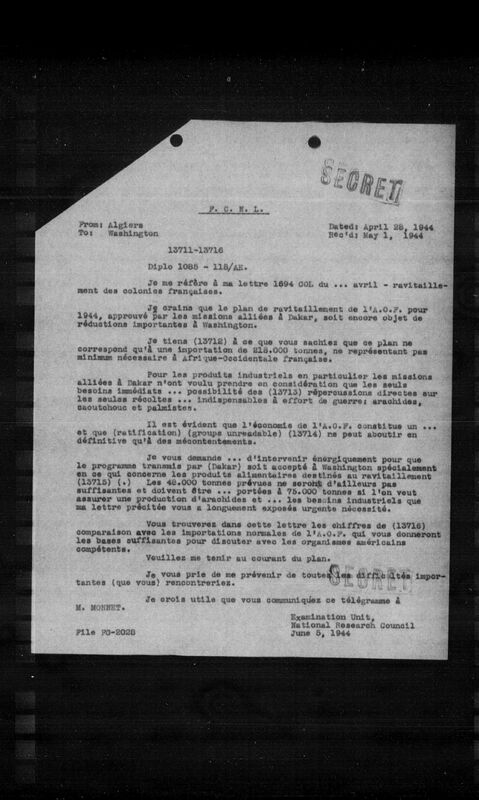 SECRET
F. C. N. L.
From: Algiers
To: Washington
Dated: April 28, 1944
Rec'd: May 1, 1944
13711-13716
Diplo 1085 - 118/AE.
Je me réfère à ma lettre 1694 COL du ... avril - ravitaille-
ment des colonies françaises.
Je crains que le plan de ravitaillement de l'A.O.F. pour
1944, approuvé par les missions alliées à Dakar, soit encore objet de
réductions importantes à Washington.
Je tiens (13712) à ce que vous sachiez que ce plan ne
correspond qu'à une importation de 218.000 tonnes, ne représentant pas
minimum nécessaire à Afrique-Occidentale française.
Pour les produits industriels en particulier les missions
alliées à Dakar n'ont voulu prendre en considération que les seuls
besoins immédiats ... possibilité des (13713) répercussions directes sur
les seules récoltes ... indispensables à effort de guerre: arachides,
caoutchouc et palmistes.
Il est évident que l'économie de l'A.O.F. constitue un ...
et que (ratification) (groups unreadable) (13714) ne peut aboutir en
définitive qu'à des mécontentements.
Je vous demande ... d'intervenir énergiquement pour que
le programme transmis par (Dakar) soit accepté à Washington spécialement
en ce qui concerne les produits alimentaires destinés au ravitaillement
(13715) (.) Les 48.000 tonnes prévues ne seront d'ailleurs pas
suffisantes et doivent être ... portées à 75.000 tonnes si l'on veut
assurer une production d'arachides et ... les besoins industriels que
ma lettre précitée vous a longuement exposés urgente nécessité.
Vous trouverez dans cette lettre les chiffres de (13716)
comparaison avec les importations normales de l'A.O.F. qui vous donneront
les bases suffisantes pour discuter avec les organismes américains
compétents.
Veuillez me tenir au courant du plan.
Je vous prie de me prévenir de toutes les difficultés impor-
tantes (que vous) rencontreriez.
SECRET
Je crois utile que vous communiquiez ce télégramme à
M. MONNET.
Examination Unit,
National Research Council
June 5, 1944
File FG-2028